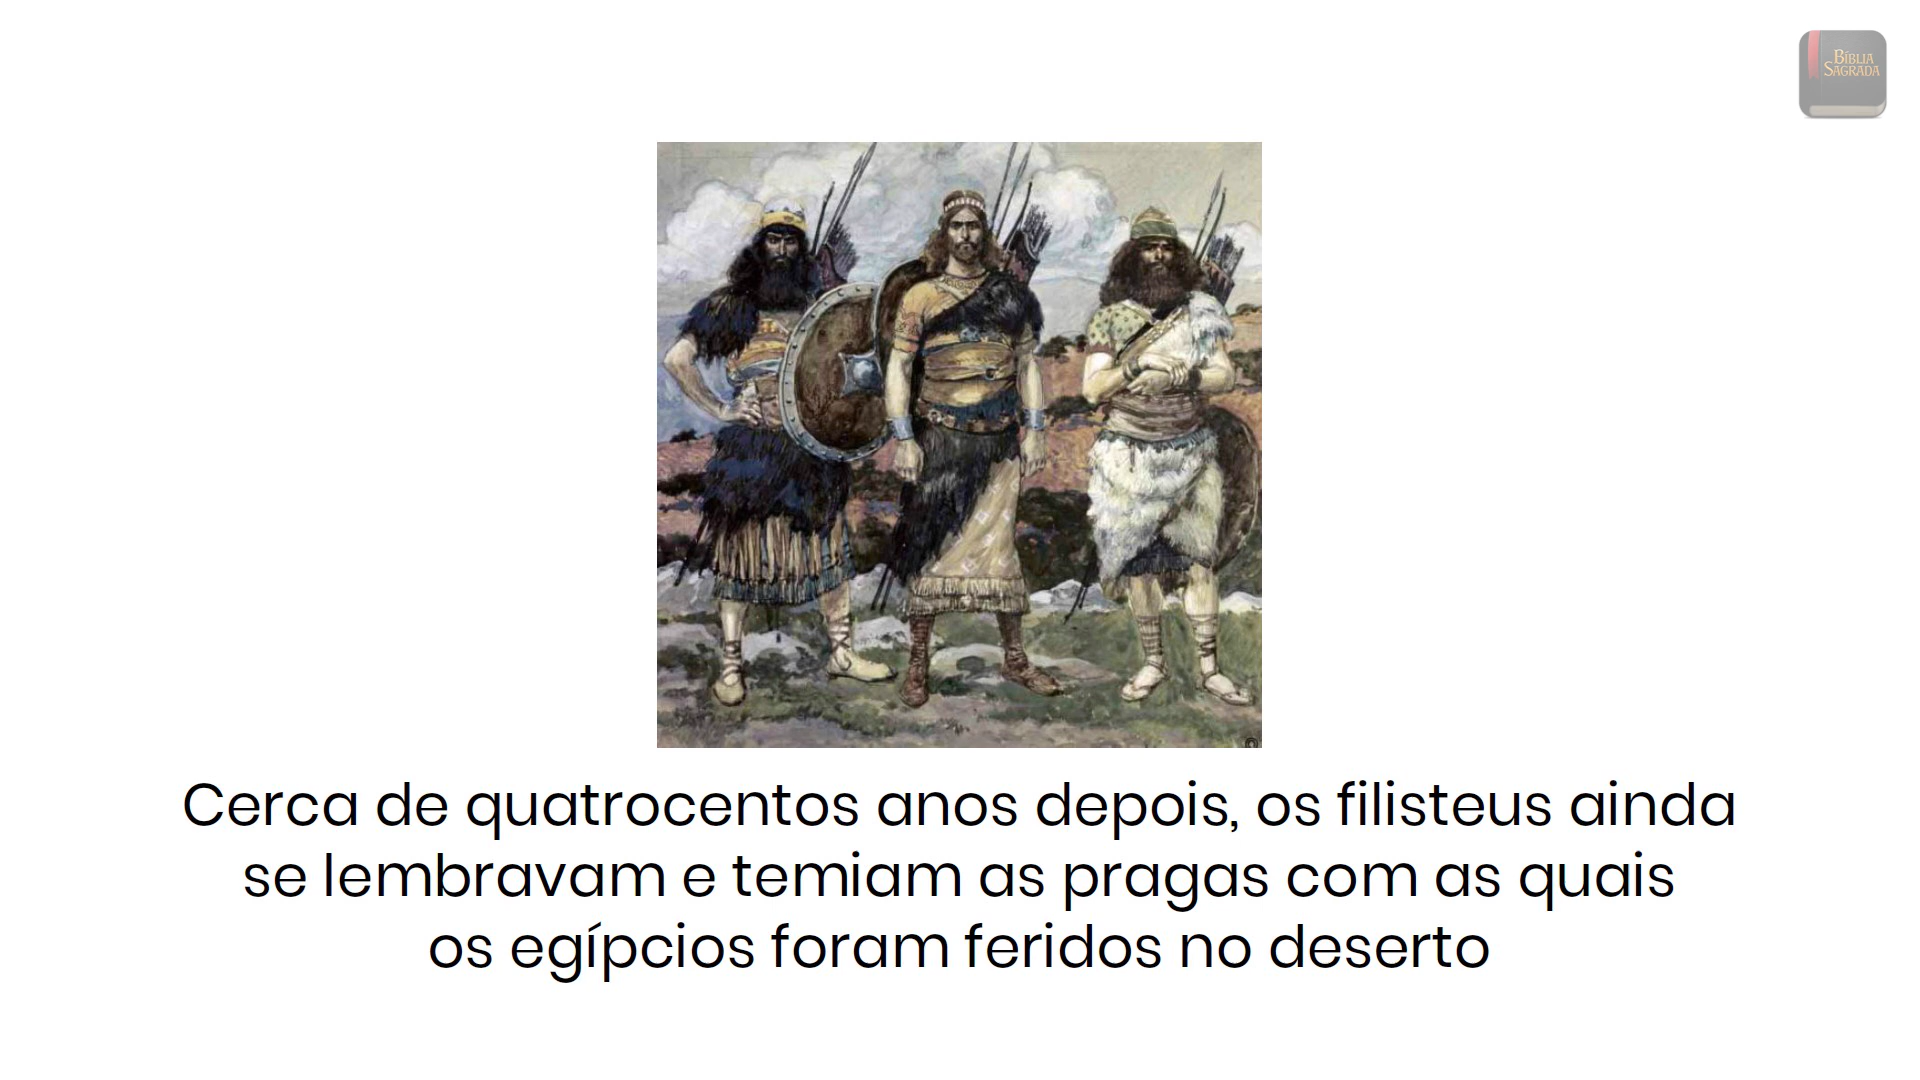 BÍBLIA
SAGRADA
Cerca de quatrocentos anos depois, os filisteus ainda
se lembravam e temiam as pragas com as quais
os egípcios foram feridos no deserto